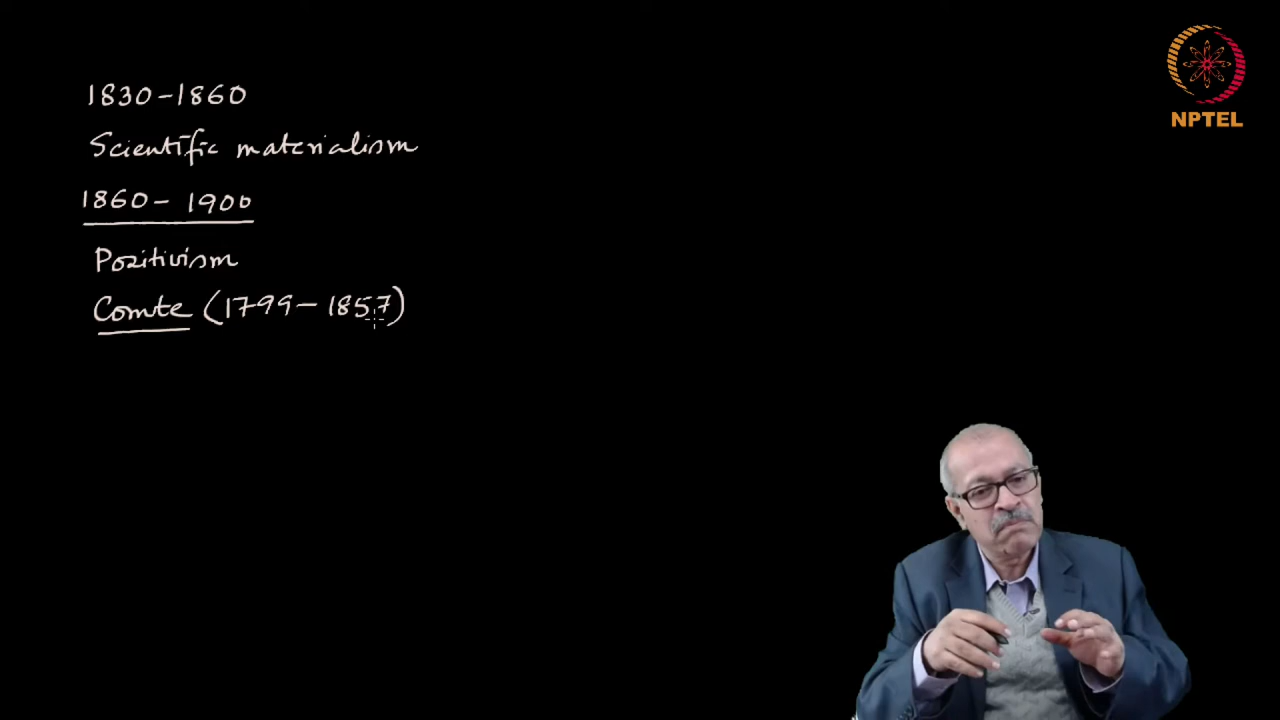 1830-1860
Scientific materialism
1860- 1900
Positivism
Comte (1799-1857)
NPTEL